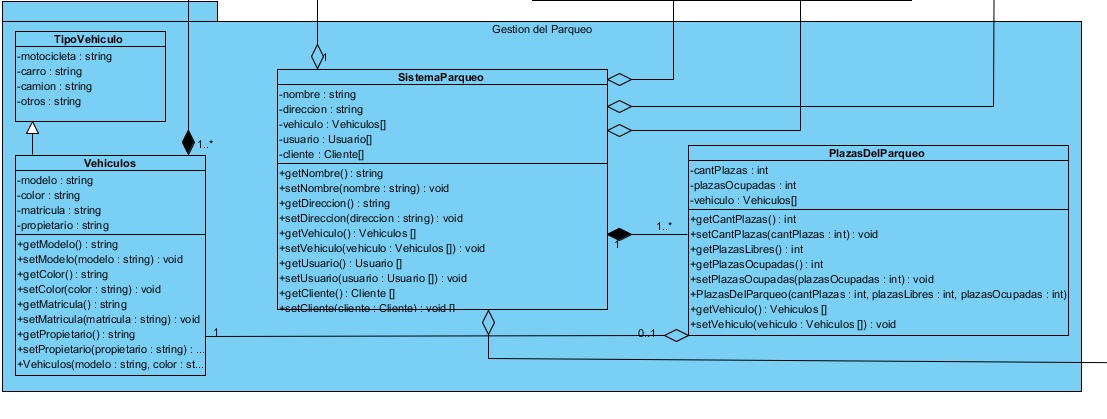 Gestion del Parqueo
TipoVehiculo
-motocicleta : string
-carro : string
-camion : string
-otros : string
1..*
Vehiculos
-modelo : string
-color : string
-matricula : string
-propietario : string
+getModelo() : string
+setModelo(modelo : string) : void
+getColor() : string
+setColor(color : string) : void
+getMatricula() : string
+setMatricula(matricula : string) : void
+getPropietario() : string
+setPropietario(propietario : string) : ...
+Vehiculos(modelo : string, color : st...
1
1
SistemaParqueo
-nombre : string
-direccion : string
-vehiculo : Vehiculos[]
-usuario : Usuario[]
-cliente : Cliente[]
+getNombre() : string
+setNombre(nombre : string) : void
+getDireccion() : string
+setDireccion(direccion : string) : void
+getVehiculo() : Vehiculos []
+setVehiculo(vehiculo : Vehiculos []) : void
+getUsuario() : Usuario []
+setUsuario(usuario : Usuario []) : void
+getCliente() : Cliente []
+setCliente(cliente : Cliente) : void []
1
1..*
0..1
PlazasDelParqueo
-cantPlazas : int
-plazasOcupadas : int
-vehiculo : Vehiculos[]
+getCantPlazas() : int
+setCantPlazas(cantPlazas : int) : void
+getPlazasLibres() : int
+getPlazasOcupadas() : int
+setPlazasOcupadas(plazasOcupadas : int) : void
+PlazasDelParqueo(cantPlazas : int, plazasLibres : int, plazasOcupadas : int)
+getVehiculo() : Vehiculos []
+setVehiculo(vehiculo : Vehiculos []) : void